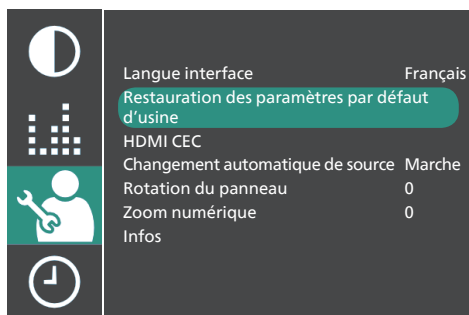 Langue interface Français
Restauration des paramètres par défaut
d'usine
HDMI CEC
Changement automatique de source Marche
Rotation du panneau 0
Zoom numérique 0
Infos